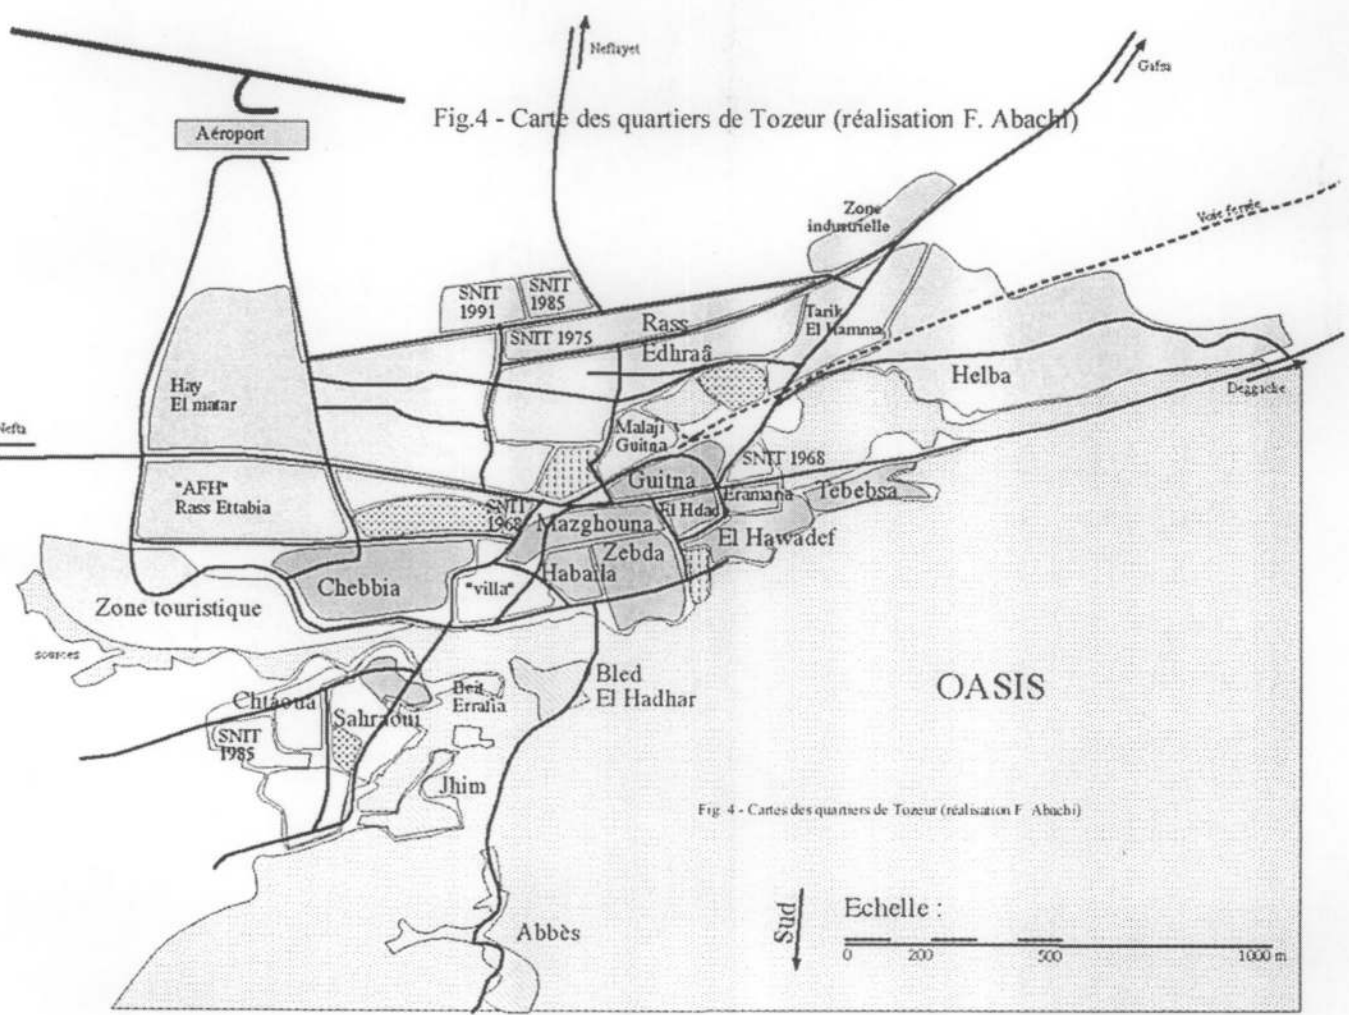 Neflayet
Gafsa
Aéroport
Fig.4 - Carte des quartiers de Tozeur (réalisation F. Abachi)
Zone
industrielle
Voie ferrée
SNIT
1991
SNIT
1985
SNIT 1975
Rass
Edhraâ
Tarik
El Hamma
Hay
El matar
Helba
Deggache
Nefta
Malaji
Guitna
SNIT 1968
"AFH"
Rass Ettabia
Guitna
SNIT
1968
Eramana
Tebebsa
El Hdad
Mazghouna
El Hawadef
Zebda
Habaila
Chebbia
"villa"
Zone touristique
sources
Bled
El Hadhar
OASIS
Chtaoua
Beit
Erralia
Sahraoui
SNIT
1985
Jhim
Fig. 4 - Cartes des quartiers de Tozeur (réalisation F. Abachi)
Abbès
Sud
Echelle :
0 200 500 1000 m